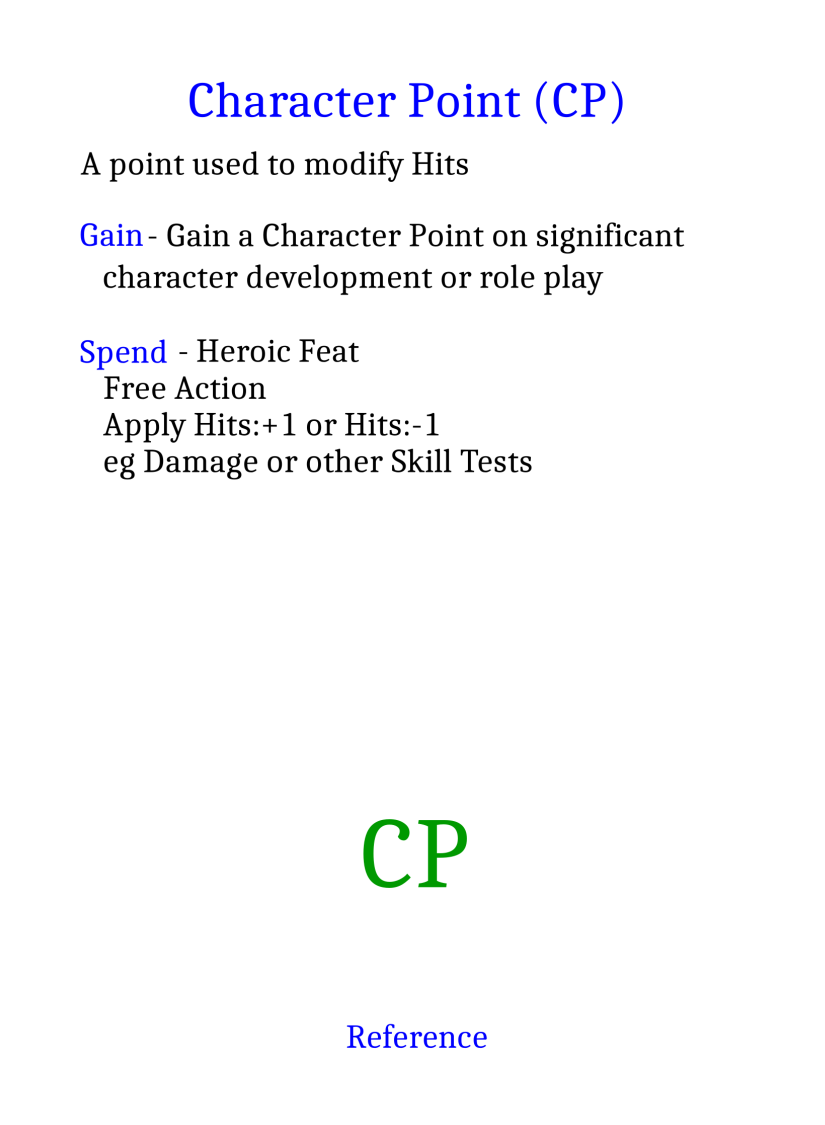 Character Point (CP)
A point used to modify Hits
Gain - Gain a Character Point on significant
character development or role play
Spend - Heroic Feat
Free Action
Apply Hits:+1 or Hits:-1
eg Damage or other Skill Tests
CP
Reference